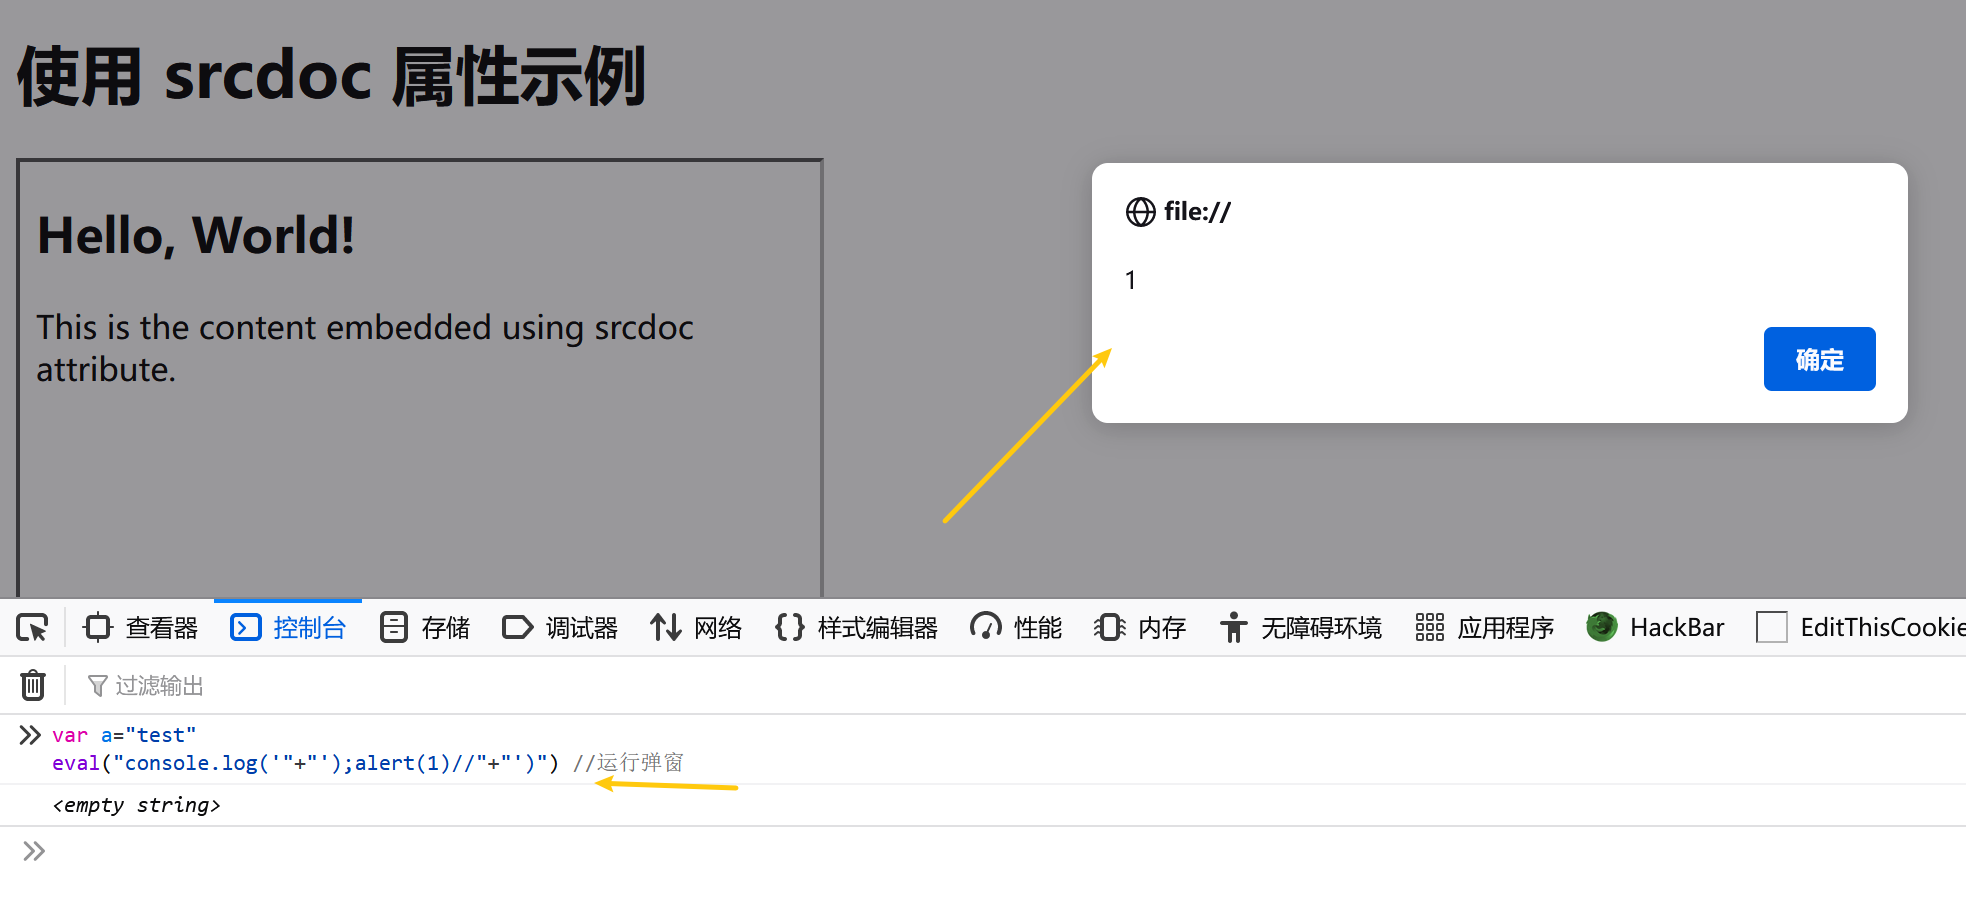 使用 srcdoc 属性示例
Hello, World!
This is the content embedded using srcdoc
attribute.
file://
1
确定
查看器 控制台 存储 调试器 网络 样式编辑器 性能 内存 无障碍环境 应用程序 HackBar EditThisCookie
过滤输出
var a="test"
eval("console.log('"+"');alert(1)//"+"')") //运行弹窗
<empty string>